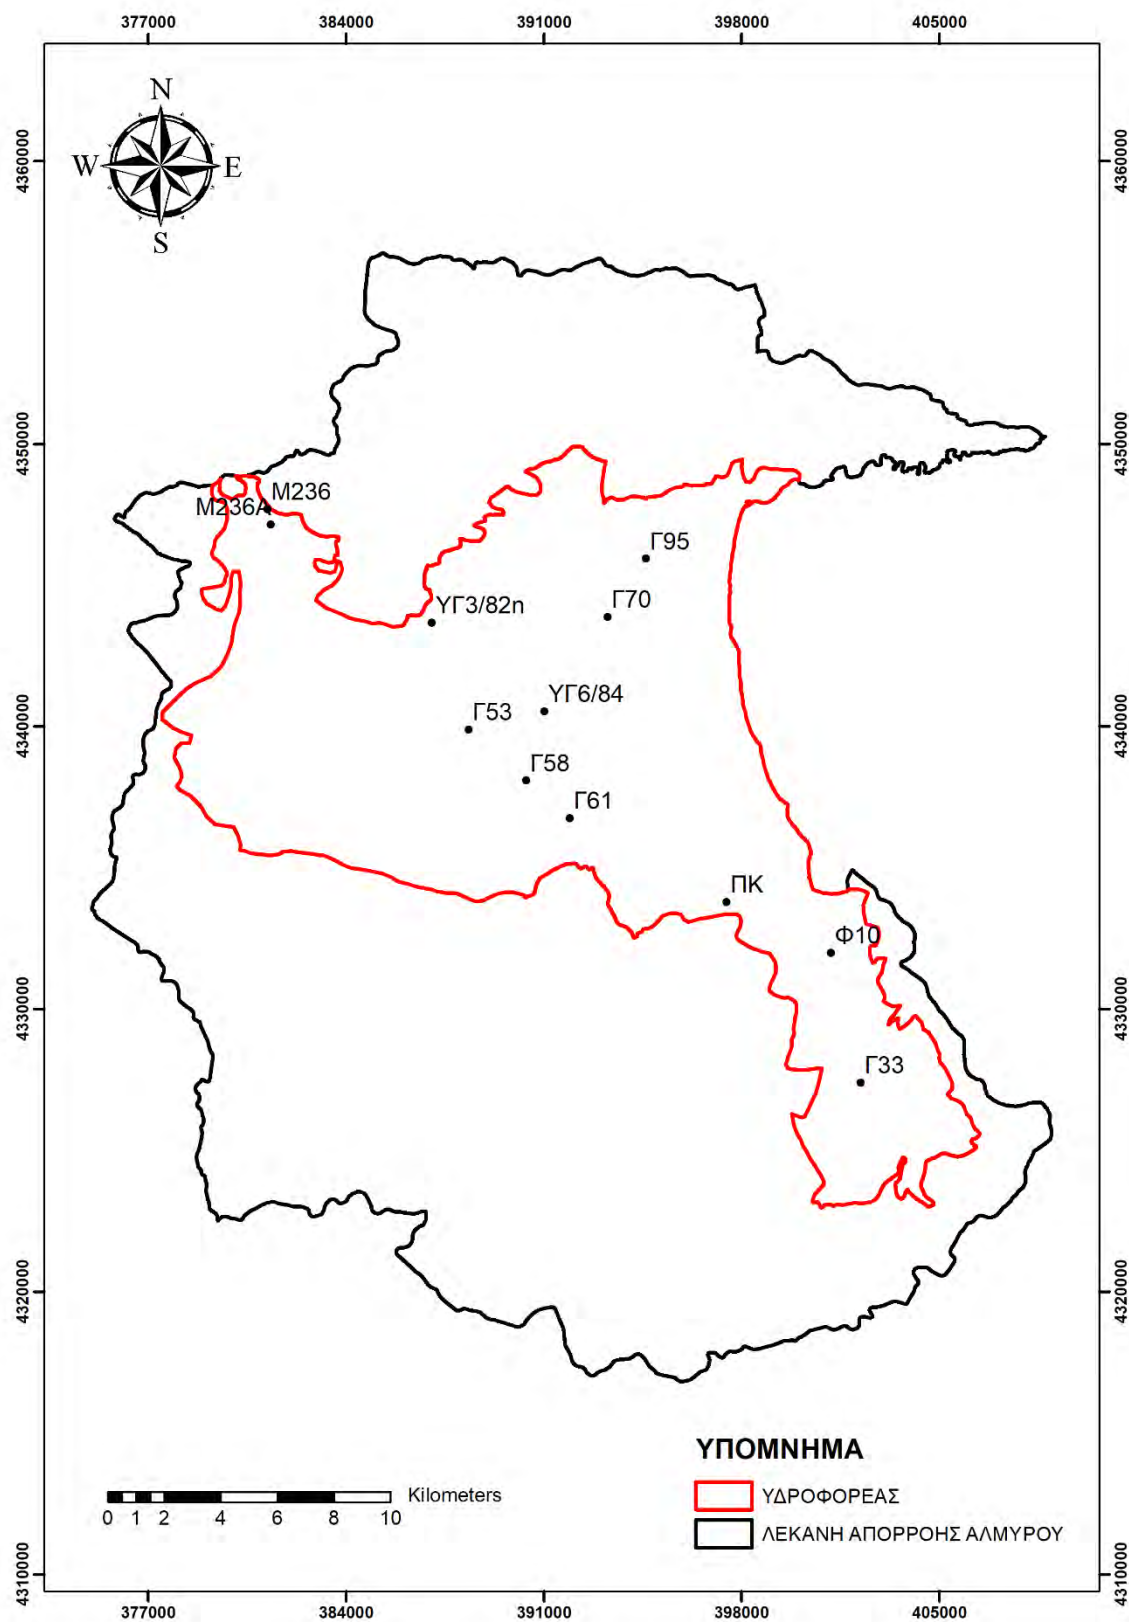 377000 384000 391000 398000 405000
N
W E
S
4360000 4360000
4350000 4350000
M236
M236A
Γ95
Γ70
ΥΓ3/82n
ΥΓ6/84
Γ53
4340000 4340000
Γ58
Γ61
ΠΚ
Φ10
4330000 4330000
Γ33
4320000 4320000
ΥΠΟΜΝΗΜΑ
ΥΔΡΟΦΟΡΕΑΣ
ΛΕΚΑΝΗ ΑΠΟΡΡΟΗΣ ΑΛΜΥΡΟΥ
Kilometers
0 1 2 4 6 8 10
4310000 4310000
377000 384000 391000 398000 405000